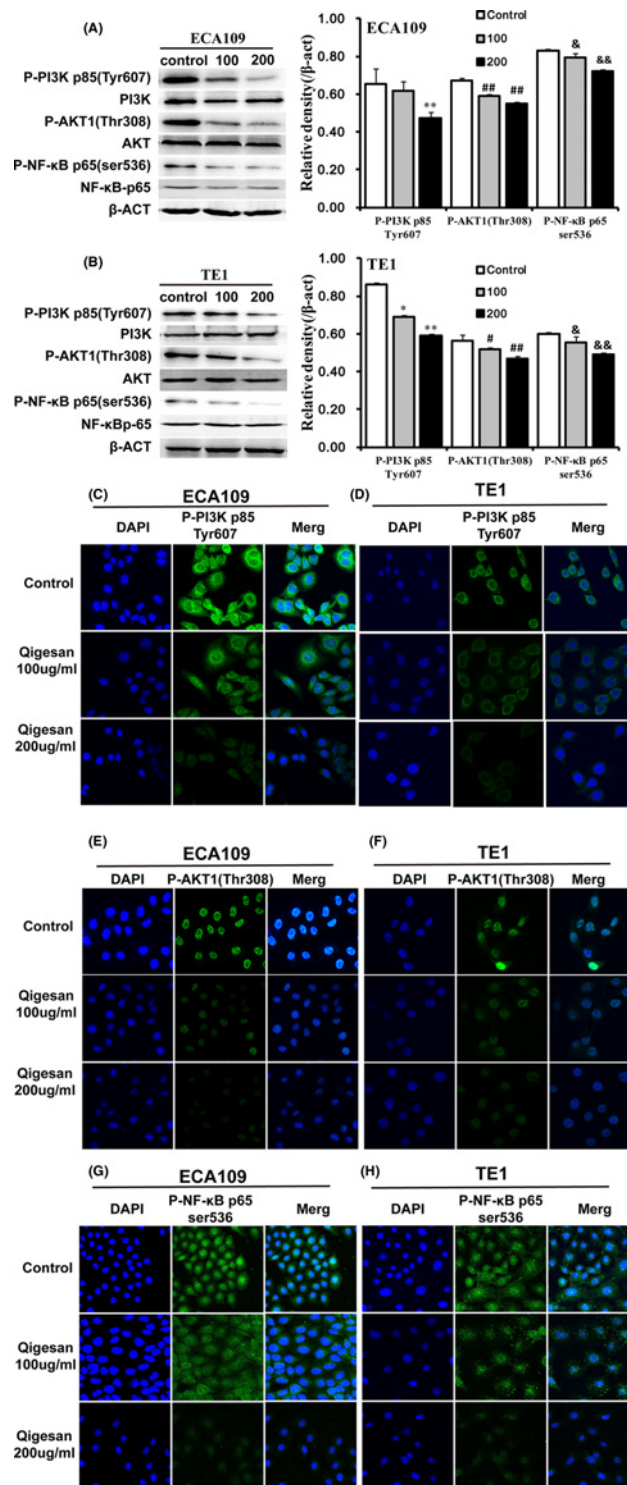 (A)
ECA109
control 100 200
P-PI3K p85(Tyr607)
PI3K
P-AKT1(Thr308)
AKT
P-NF-κB p65(ser536)
NF-κB-p65
β-ACT
ECA109
Control
100
200
Relative density(/β-act)
1.00
0.80
0.60
0.40
0.20
0.00
**
##
##
&
&&
P-PI3K p85
Tyr607
P-AKT1(Thr308)
P-NF-κB p65
ser536
(B)
TE1
control 100 200
P-PI3K p85(Tyr607)
PI3K
P-AKT1(Thr308)
AKT
P-NF-κB p65(ser536)
NF-κBp-65
β-ACT
TE1
Control
100
200
Relative density(/β-act)
1.00
0.80
0.60
0.40
0.20
0.00
*
**
#
##
&
&&
P-PI3K p85
Tyr607
P-AKT1(Thr308)
P-NF-κB p65
ser536
(C)
ECA109
DAPI
P-PI3K p85
Tyr607
Merg
(D)
TE1
DAPI
P-PI3K p85
Tyr607
Merg
Control
Qigesan
100ug/ml
Qigesan
200ug/ml
(E)
ECA109
DAPI P-AKT1(Thr308) Merg
(F)
TE1
DAPI P-AKT1(Thr308) Merg
Control
Qigesan
100ug/ml
Qigesan
200ug/ml
(G)
ECA109
DAPI
P-NF-κB p65
ser536
Merg
(H)
TE1
DAPI
P-NF-κB p65
ser536
Merg
Control
Qigesan
100ug/ml
Qigesan
200ug/ml